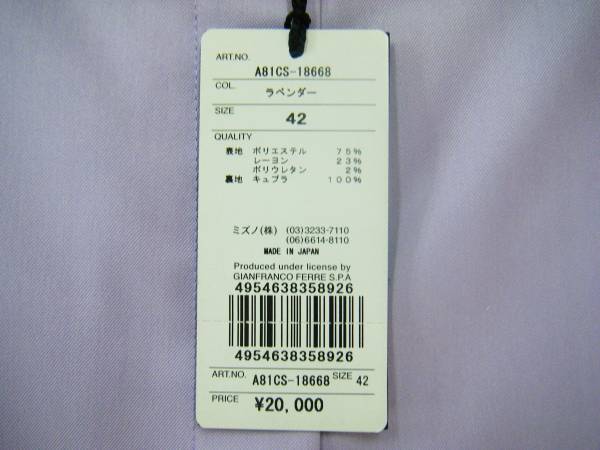 ART.NO.
A81CS-18668
COL.
ラベンダー
SIZE
42
QUALITY
表地 ポリエステル 75%
レーヨン 23%
ポリウレタン 2%
裏地 キュプラ 100%
ミズノ(株) (03)3233-7110
(06)6614-8110
MADE IN JAPAN
Produced under license by
GIANFRANCO FERRE S.P.A
4954638358926
4954638358926
ART.NO. A81CS-18668 SIZE 42
PRICE ¥20,000